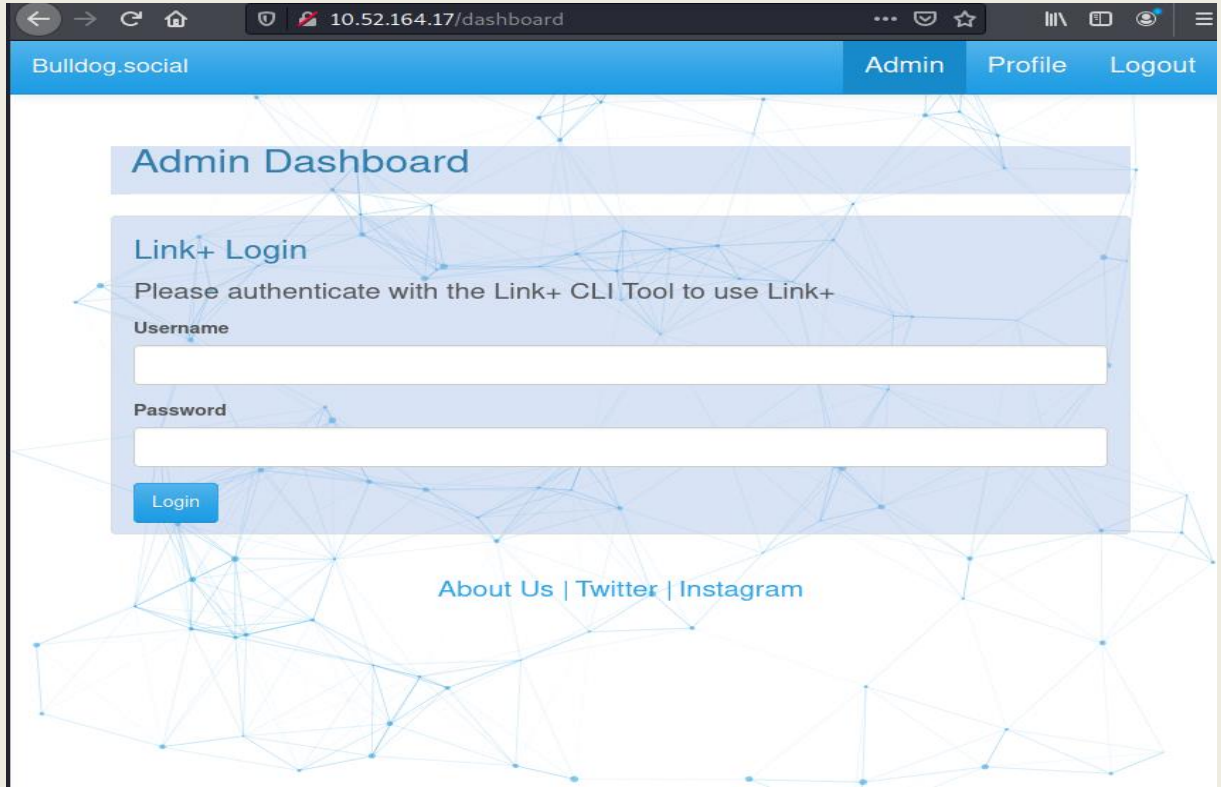 10.52.164.17/dashboard
Bulldog.social
Admin Profile Logout
Admin Dashboard
Link+ Login
Please authenticate with the Link+ CLI Tool to use Link+
Username
Password
Login
About Us | Twitter | Instagram